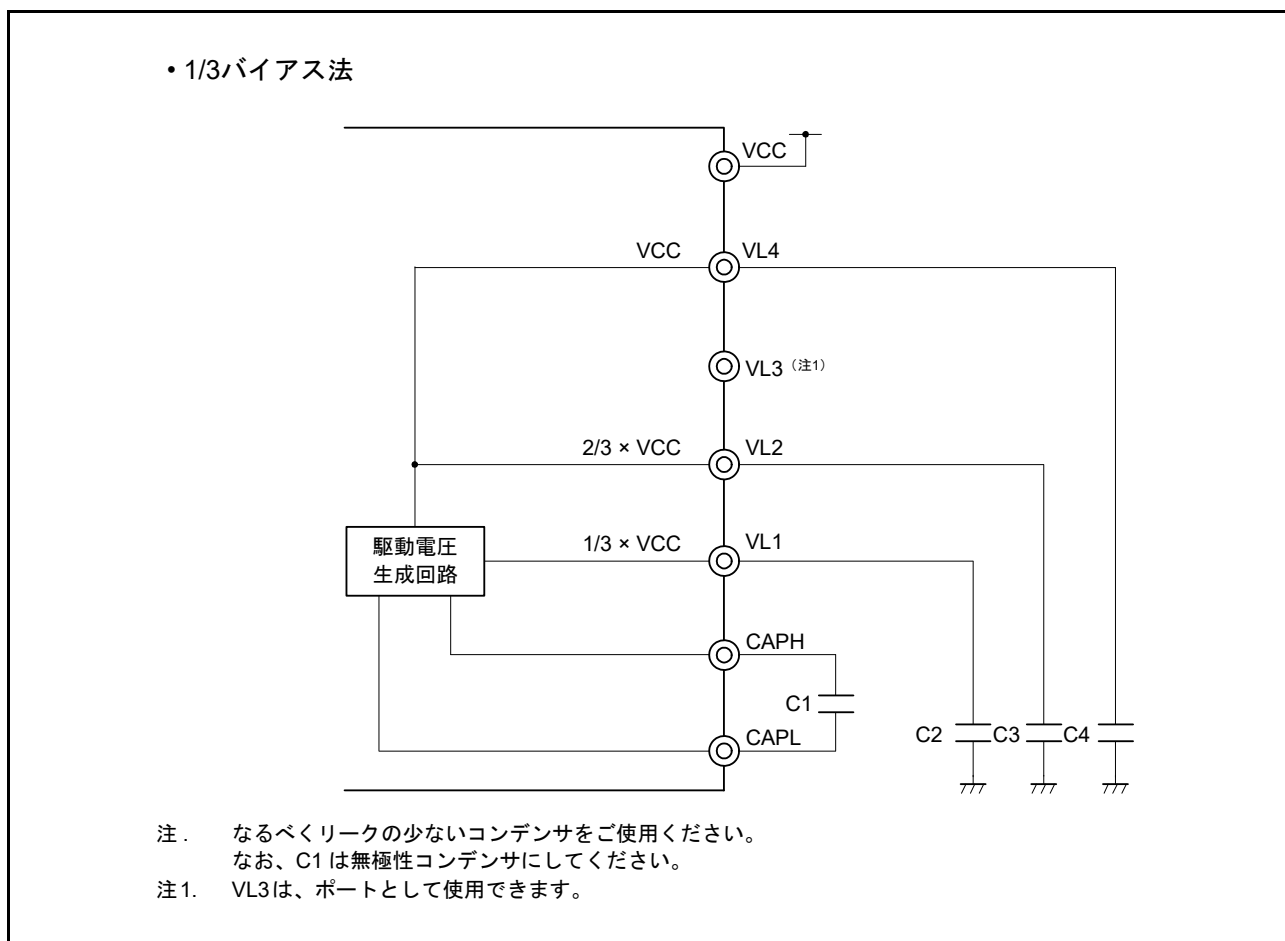 • 1/3バイアス法
VCC
VCC VL4
VL3（注1）
2/3 × VCC VL2
駆動電圧
生成回路
1/3 × VCC VL1
CAPH
C1
CAPL
C2 C3 C4
注. なるべくリークの少ないコンデンサをご使用ください。
なお、C1 は無極性コンデンサにしてください。
注1. VL3は、ポートとして使用できます。